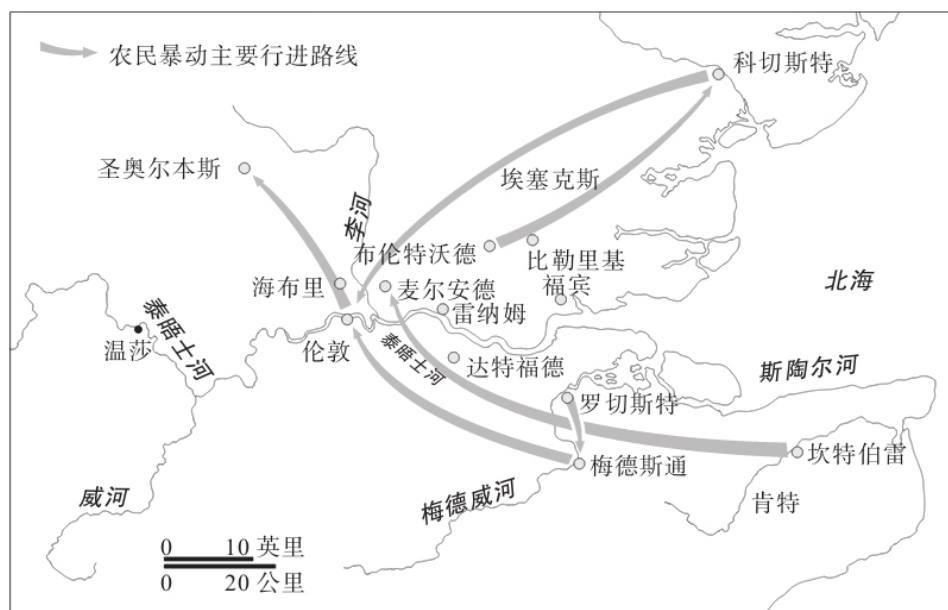 农民暴动主要行进路线
科切斯特
圣奥尔本斯
埃塞克斯
李河
布伦特沃德
比勒里基
海布里
麦尔安德
福宾
北海
雷纳姆
泰晤士河
温莎
伦敦
泰晤士河
达特福德
斯陶尔河
罗切斯特
坎特伯雷
梅德斯通
威河
梅德威河
肯特
0 10 英里
0 20 公里